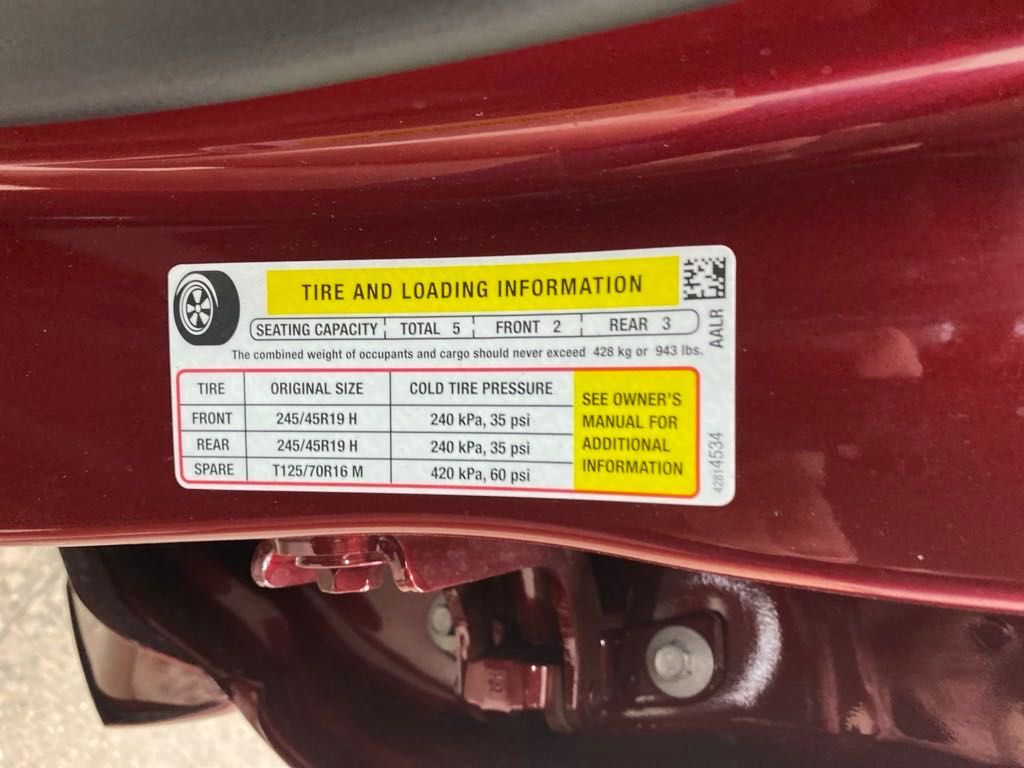 TIRE AND LOADING INFORMATION
SEATING CAPACITY TOTAL 5 FRONT 2 REAR 3
The combined weight of occupants and cargo should never exceed 428 kg or 943 lbs.
TIRE ORIGINAL SIZE COLD TIRE PRESSURE
FRONT 245/45R19 H 240 kPa, 35 psi
REAR 245/45R19 H 240 kPa, 35 psi
SPARE T125/70R16 M 420 kPa, 60 psi
SEE OWNER'S
MANUAL FOR
ADDITIONAL
INFORMATION
AALR
42814534